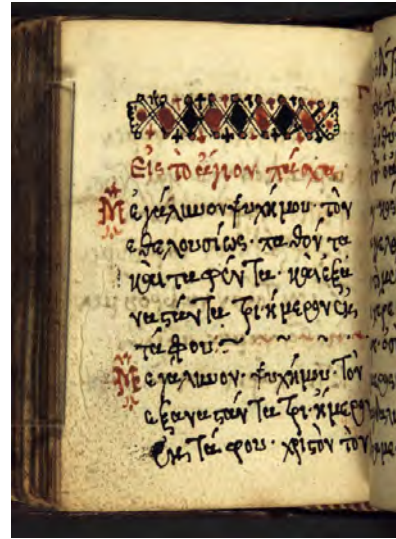 Εἰς τὸ ἅγιον πάσχα·
Μεγάλυνον ψυχή μου· τὸν
ἐθελουσίως· παθόντα
καὶ ταφέντα· καὶ ἐξα
ναστάντα τριήμερον ἐκ
τάφου ~ ~ ~
Μεγάλυνον· ψυχή μου· Τὸν
ἐξαναστάντα τριήμερον
ἐκ τάφου· χριστὸν τὸν